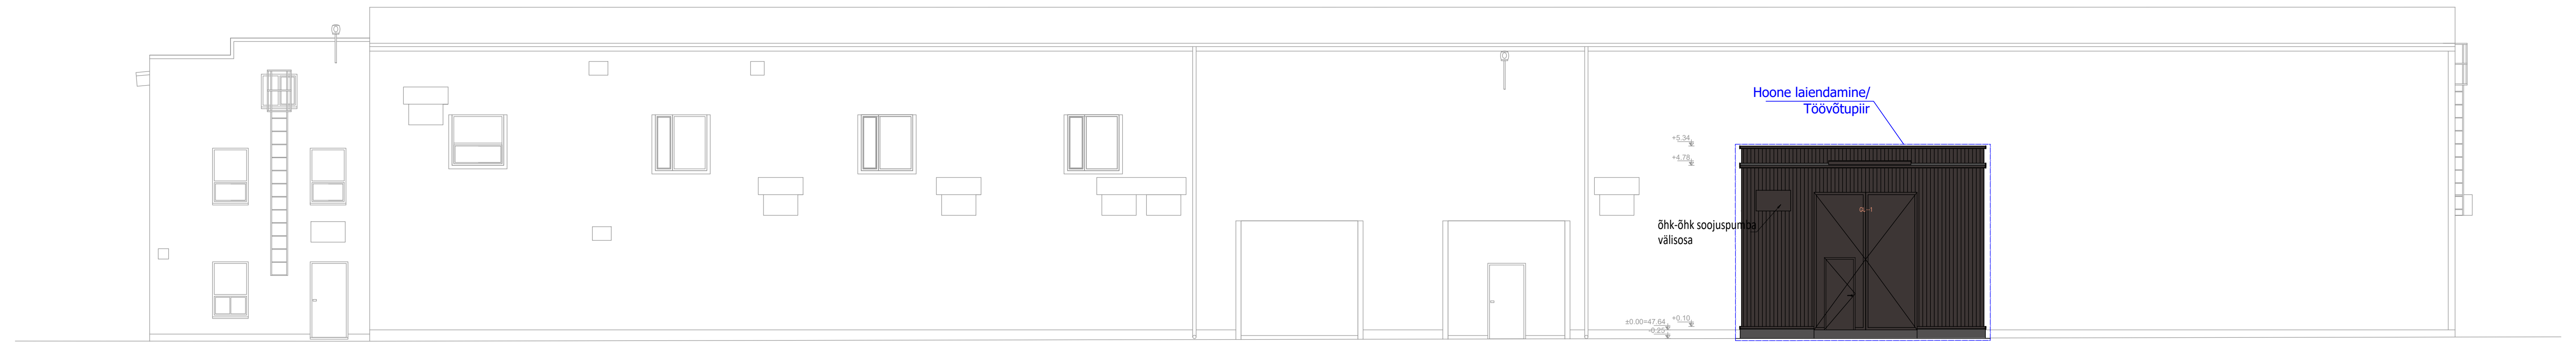 Hoone laiendamine/
Töövõtupiir
+5.34
+4.78
õhk-õhk soojuspumba
välisosa
+0.10
±0.00=47.64